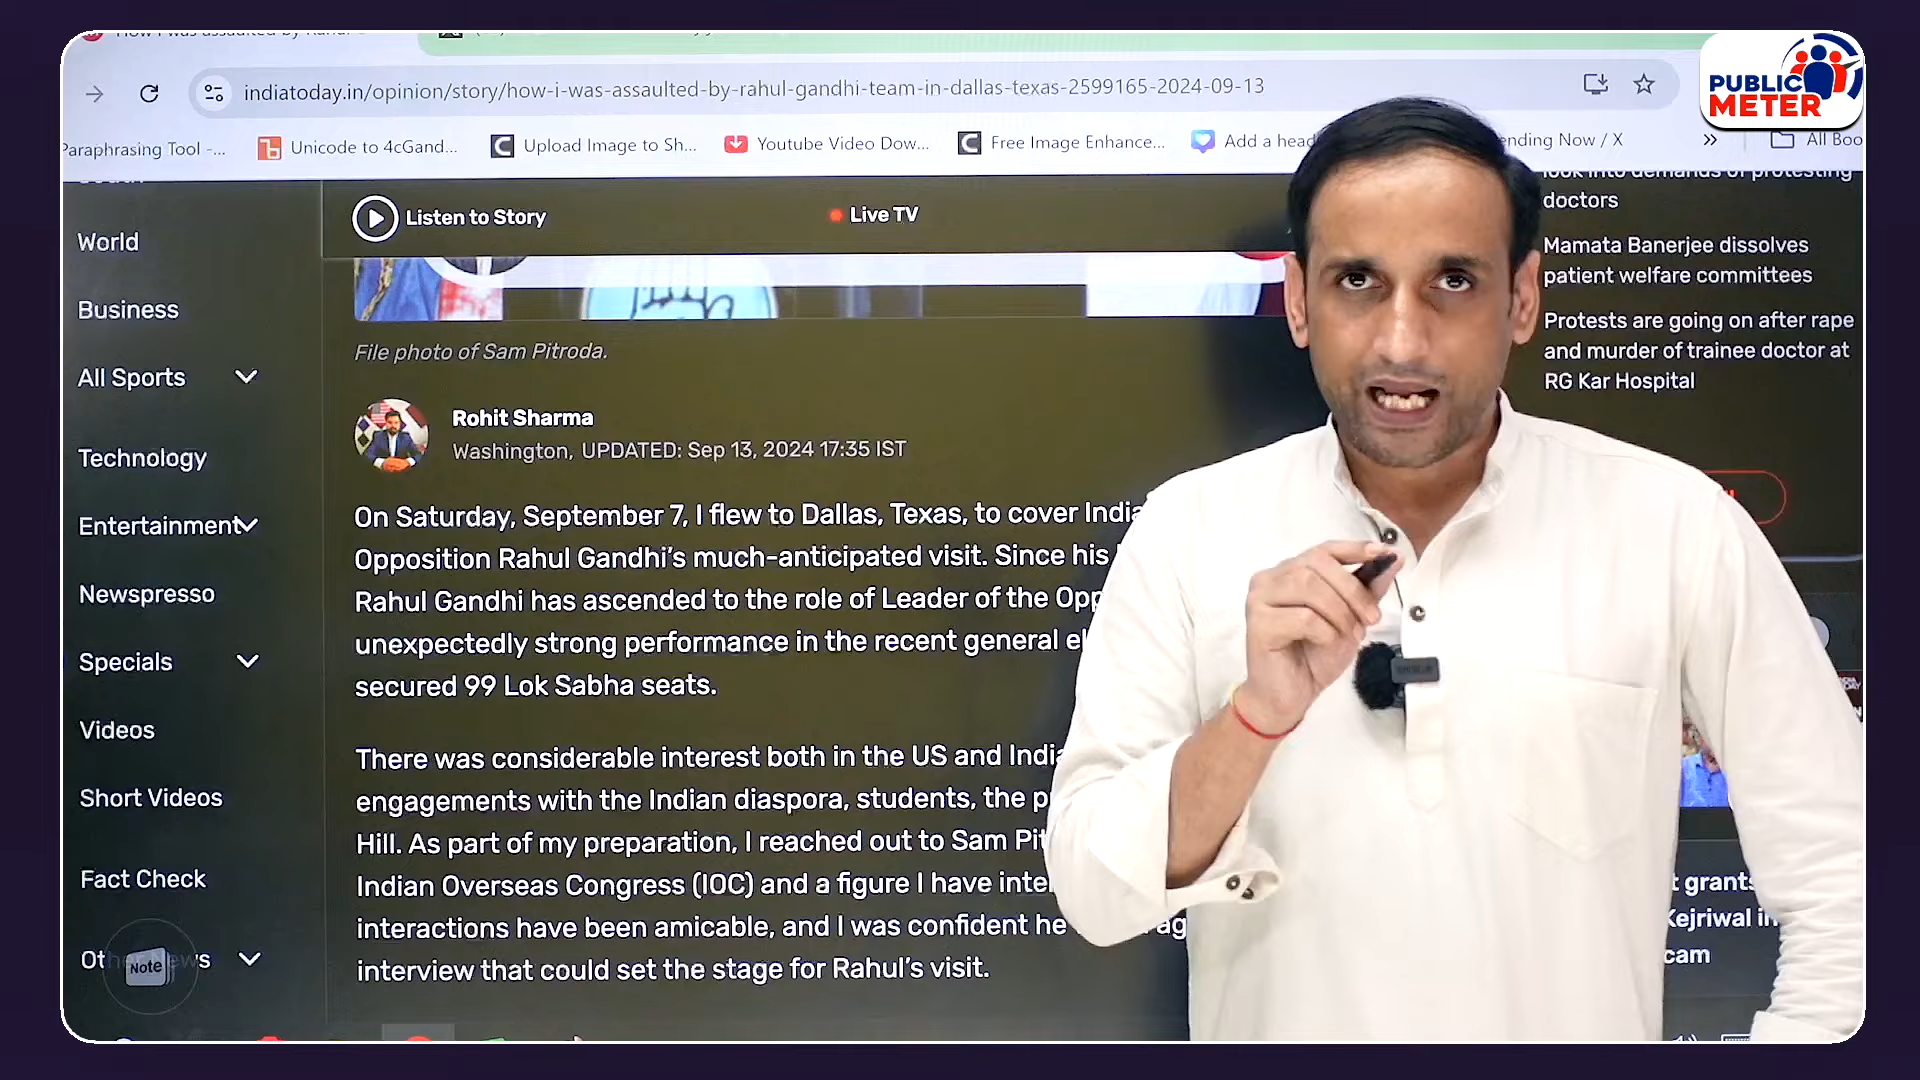 indiatoday.in/opinion/story/how-i-was-assaulted-by-rahul-gandhi-team-in-dallas-texas-2599165-2024-09-13
PUBLIC
METER
Paraphrasing Tool -...
Unicode to 4cGand...
Upload Image to Sh...
Youtube Video Dow...
Free Image Enhance...
Add a head
ending Now / X
»
All Boo
World
Business
All Sports
Technology
Entertainment
Newspresso
Specials
Videos
Short Videos
Fact Check
Note
Listen to Story
Live TV
File photo of Sam Pitroda.
Rohit Sharma
Washington, UPDATED: Sep 13, 2024 17:35 IST
On Saturday, September 7, I flew to Dallas, Texas, to cover India
Opposition Rahul Gandhi's much-anticipated visit. Since his
Rahul Gandhi has ascended to the role of Leader of the Opp
unexpectedly strong performance in the recent general el
secured 99 Lok Sabha seats.
There was considerable interest both in the US and India
engagements with the Indian diaspora, students, the p
Hill. As part of my preparation, I reached out to Sam Pit
Indian Overseas Congress (IOC) and a figure I have inte
interactions have been amicable, and I was confident he
interview that could set the stage for Rahul's visit.
look into demands of protesting
doctors
Mamata Banerjee dissolves
patient welfare committees
Protests are going on after rape
and murder of trainee doctor at
RG Kar Hospital
t grants
Kejriwal in
cam